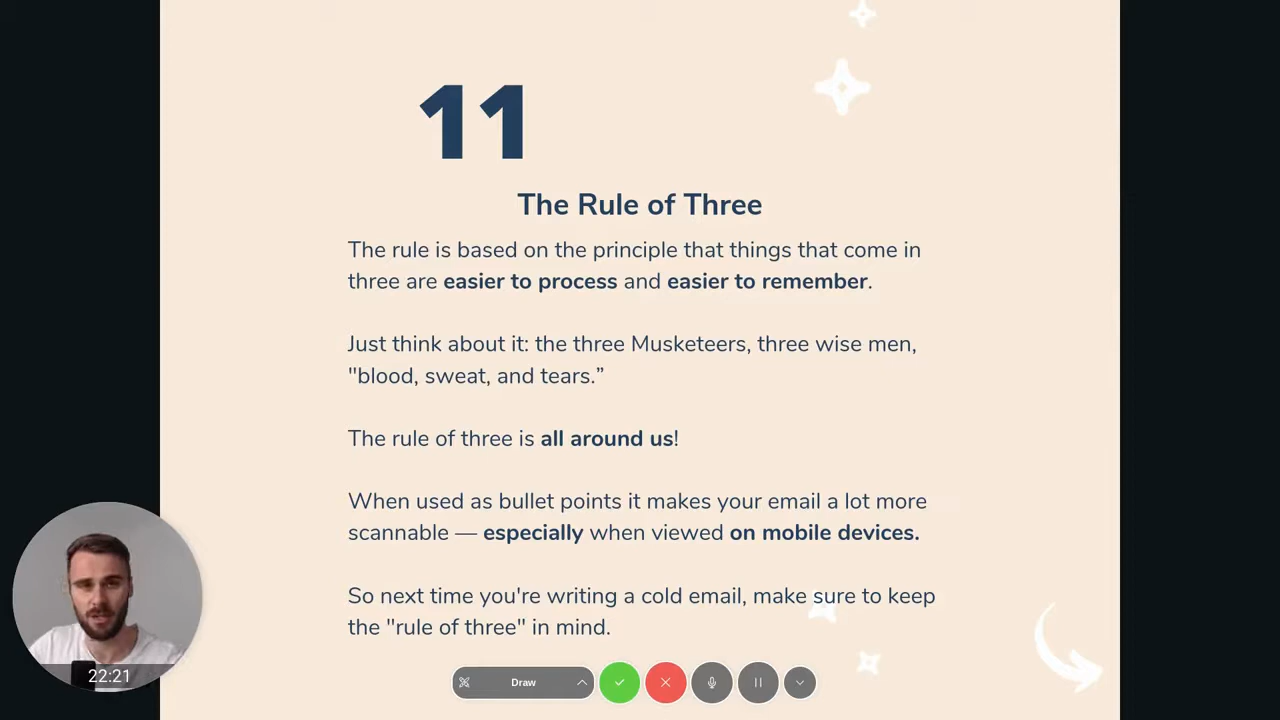 11
The Rule of Three
The rule is based on the principle that things that come in
three are easier to process and easier to remember.
Just think about it: the three Musketeers, three wise men,
"blood, sweat, and tears.”
The rule of three is all around us!
When used as bullet points it makes your email a lot more
scannable — especially when viewed on mobile devices.
So next time you're writing a cold email, make sure to keep
the "rule of three" in mind.
22:21
Draw